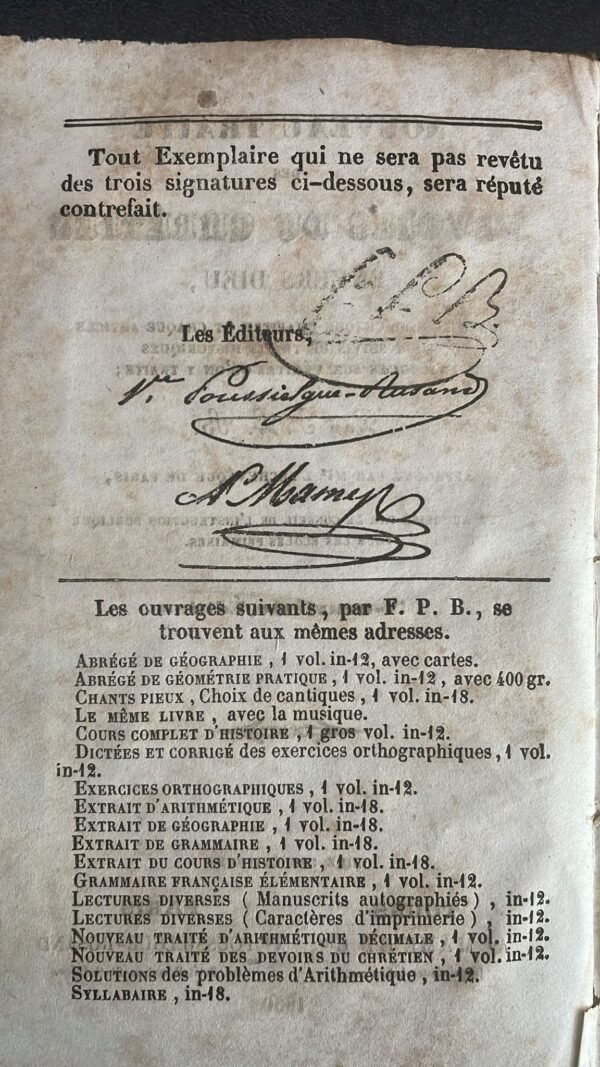 Tout Exemplaire qui ne sera pas revêtu
des trois signatures ci-dessous, sera réputé
contrefait.
F. P. B.
Les Éditeurs,
Vve Poussielgue-Rusand
Ad Mame
Les ouvrages suivants, par F. P. B., se
trouvent aux mêmes adresses.
ABRÉGÉ DE GÉOGRAPHIE, 1 vol. in-12, avec cartes.
ABRÉGÉ DE GÉOMÉTRIE PRATIQUE, 1 vol. in-12, avec 400 gr.
CHANTS PIEUX, Choix de cantiques, 1 vol. in-18.
LE MÊME LIVRE, avec la musique.
COURS COMPLET D'HISTOIRE, 1 gros vol. in-12.
DICTÉES ET CORRIGÉ des exercices orthographiques, 1 vol.
in-12.
EXERCICES ORTHOGRAPHIQUES, 1 vol. in-12.
EXTRAIT D'ARITHMÉTIQUE, 1 vol. in-18.
EXTRAIT DE GÉOGRAPHIE, 1 vol. in-18.
EXTRAIT DE GRAMMAIRE, 1 vol. in-18.
EXTRAIT DU COURS D'HISTOIRE, 1 vol. in-18.
GRAMMAIRE FRANÇAISE ÉLÉMENTAIRE, 1 vol. in-12.
LECTURES DIVERSES (Manuscrits autographiés), in-12.
LECTURES DIVERSES (Caractères d'imprimerie), in-12.
NOUVEAU TRAITÉ D'ARITHMÉTIQUE DÉCIMALE, 1 vol. in-12.
NOUVEAU TRAITÉ DES DEVOIRS DU CHRÉTIEN, 1 vol. in-12.
SOLUTIONS des problèmes d'Arithmétique, in-12.
SYLLABAIRE, in-18.